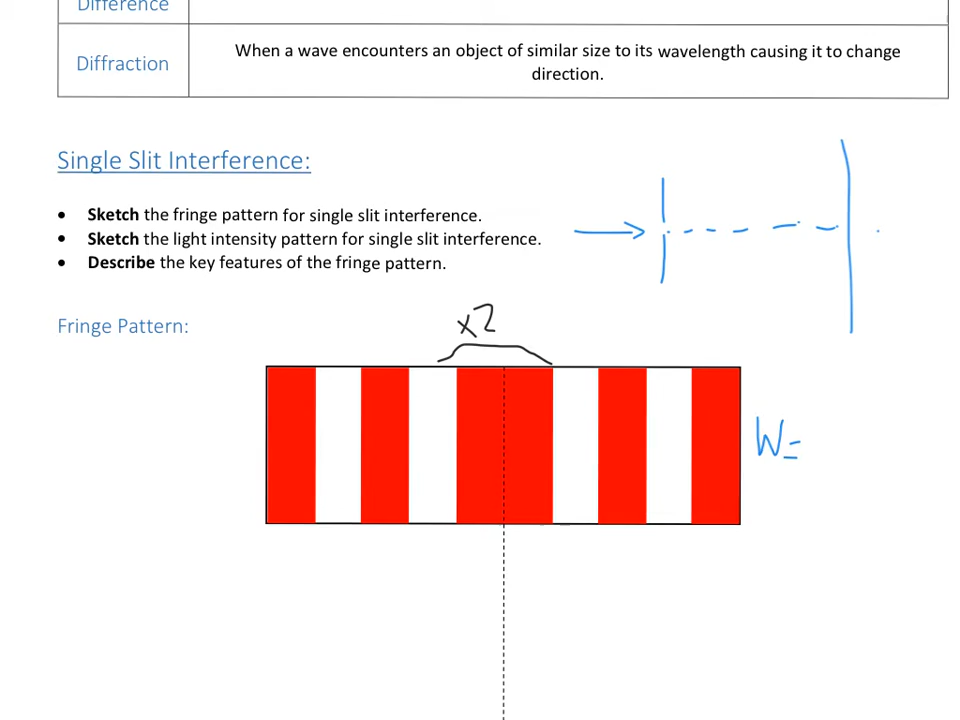 Difference
Diffraction
When a wave encounters an object of similar size to its wavelength causing it to change
direction.
Single Slit Interference:
• Sketch the fringe pattern for single slit interference.
• Sketch the light intensity pattern for single slit interference.
• Describe the key features of the fringe pattern.
Fringe Pattern:
x2
W=